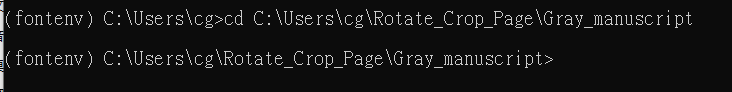 (fontenv) C:\Users\cg>cd C:\Users\cg\Rotate_Crop_Page\Gray_manuscript
(fontenv) C:\Users\cg\Rotate_Crop_Page\Gray_manuscript>